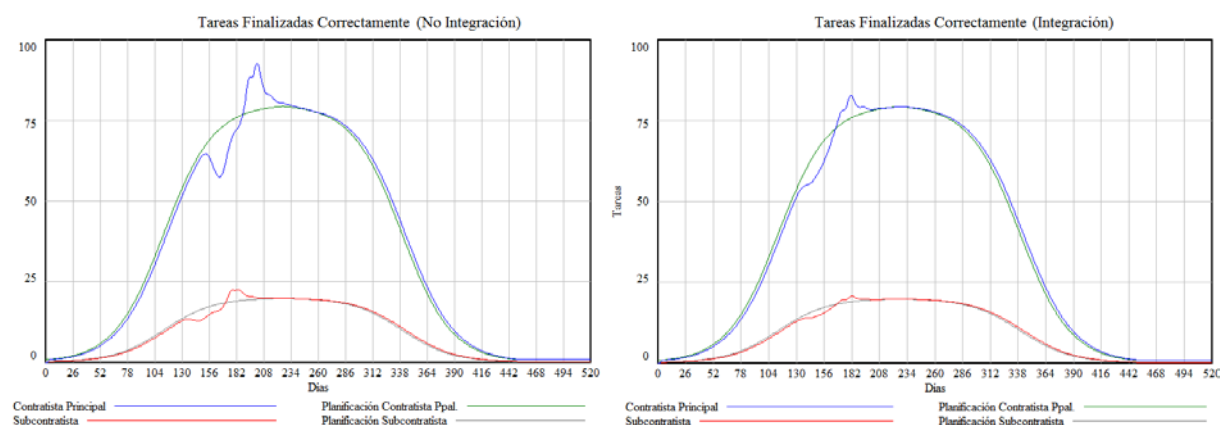 Tareas Finalizadas Correctamente (No Integración)
100
75
50
25
0
0 26 52 78 104 130 156 182 208 234 260 286 312 338 364 390 416 442 468 494 520
Dias
Contratista Principal
Planificación Contratista Ppal.
Subcontratista
Planificación Subcontratista
Tareas Finalizadas Correctamente (Integración)
100
75
50
25
0
Tareas
0 26 52 78 104 130 156 182 208 234 260 286 312 338 367 390 416 442 468 494 520
Dias
Contratista Principal
Planificación Contratista Ppal.
Subcontratista
Planificación Subcontratista